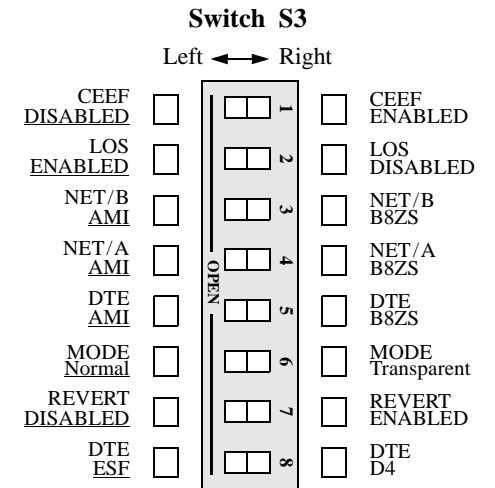 Switch S3
Left Right
CEEF
DISABLED
1
CEEF
ENABLED
LOS
ENABLED
2
LOS
DISABLED
NET/B
AMI
3
NET/B
B8ZS
NET/A
AMI
4
NET/A
B8ZS
OPEN
DTE
AMI
5
DTE
B8ZS
MODE
Normal
6
MODE
Transparent
REVERT
DISABLED
7
REVERT
ENABLED
DTE
ESF
8
DTE
D4